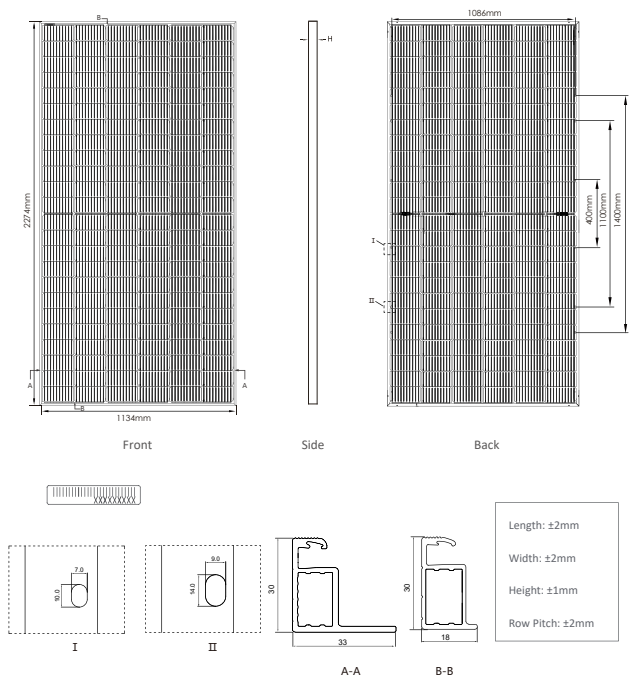 1086mm
B
H
2274mm
400mm
1100mm
1400mm
I
II
A
A
B
1134mm
Front
Side
Back
7.0
10.0
I
9.0
14.0
II
30
33
A-A
30
18
B-B
Length: ±2mm
Width: ±2mm
Height: ±1mm
Row Pitch: ±2mm